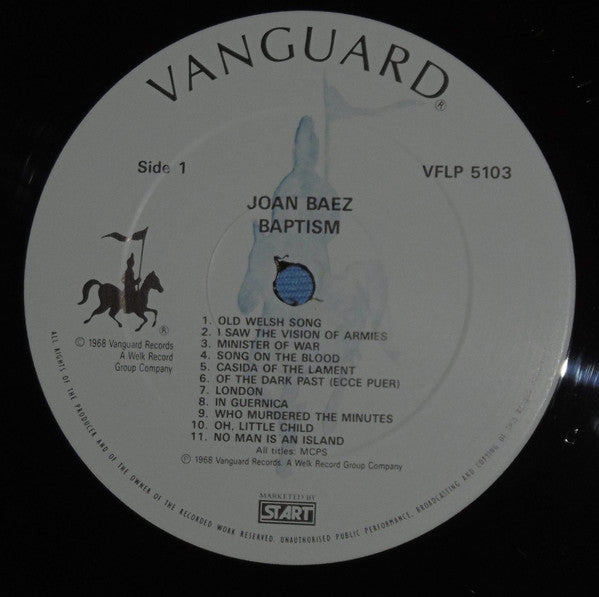 VANGUARD
®
Side 1
VFLP 5103
JOAN BAEZ
BAPTISM
®
© 1968 Vanguard Records
A Welk Record
Group Company
1. OLD WELSH SONG
2. I SAW THE VISION OF ARMIES
3. MINISTER OF WAR
4. SONG ON THE BLOOD
5. CASIDA OF THE LAMENT
6. OF THE DARK PAST (ECCE PUER)
7. LONDON
8. IN GUERNICA
9. WHO MURDERED THE MINUTES
10. OH, LITTLE CHILD
11. NO MAN IS AN ISLAND
All titles: MCPS
℗ 1968 Vanguard Records. A Welk Record Group Company
MARKETED BY
START
ALL RIGHTS OF THE PRODUCER AND OF THE OWNER OF THE RECORDED WORK RESERVED. UNAUTHORISED PUBLIC PERFORMANCE, BROADCASTING AND COPYING OF THIS